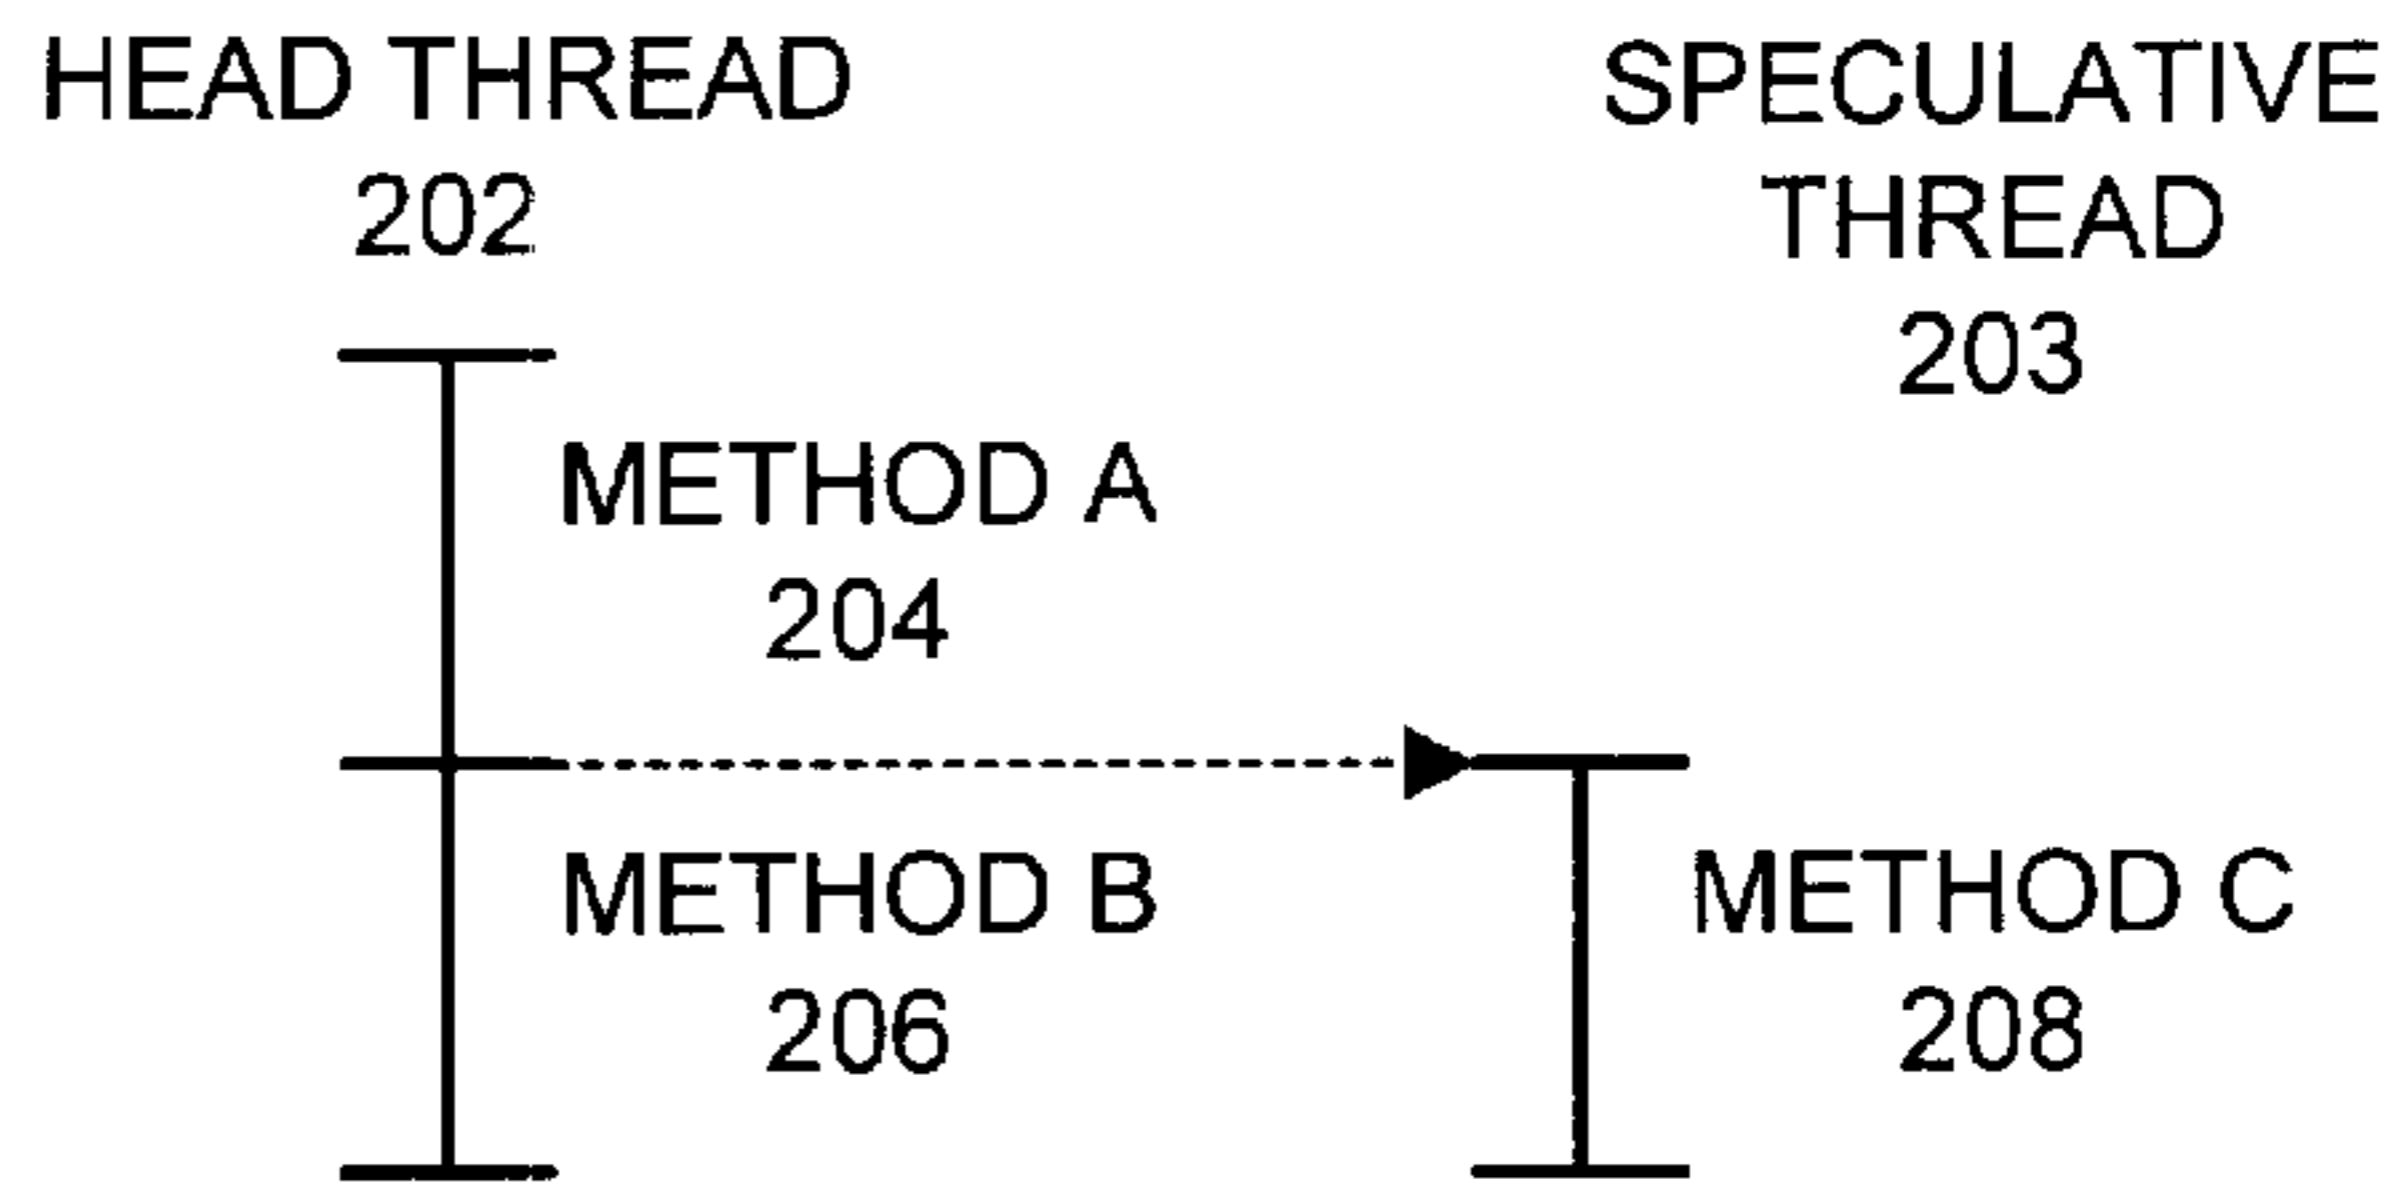 HEAD THREAD
202
SPECULATIVE
THREAD
203
METHOD A
204
METHOD B
206
METHOD C
208